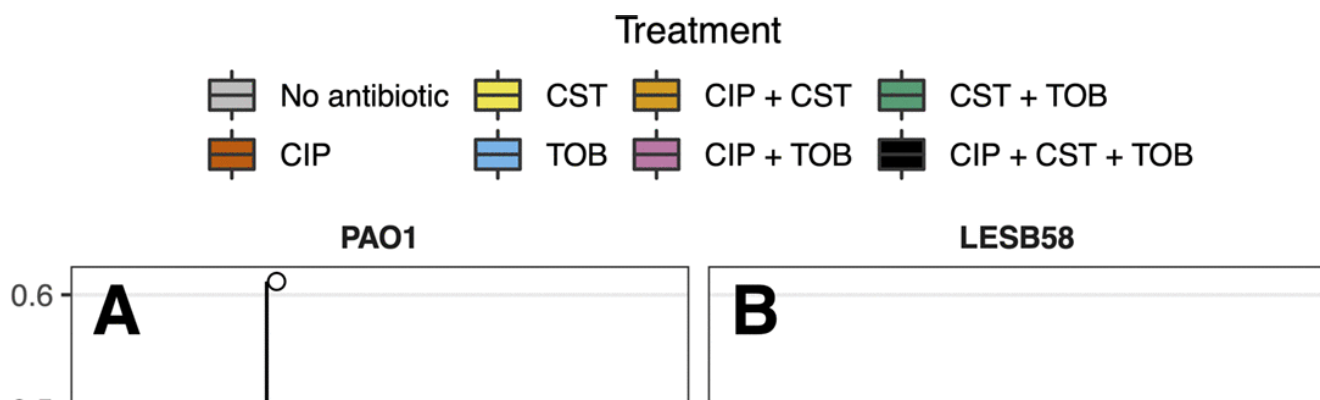 Treatment
No antibiotic CST CIP + CST CST + TOB
CIP TOB CIP + TOB CIP + CST + TOB
PAO1 LESB58
0.6 A B